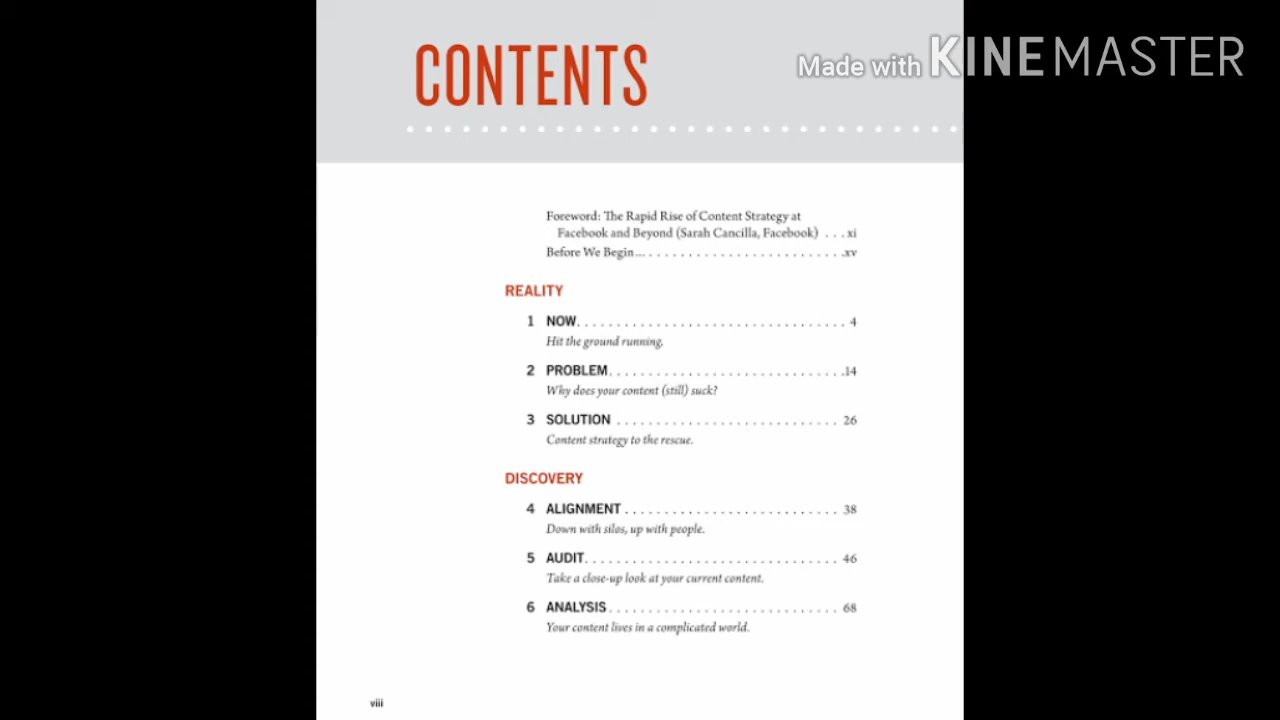 CONTENTS
Made with KINEMASTER
Foreword: The Rapid Rise of Content Strategy at
Facebook and Beyond (Sarah Cancilla, Facebook) . . . xi
Before We Begin... . . . . . . . . . . . . . . . . . . . . . . . . . .xv
REALITY
1 NOW. . . . . . . . . . . . . . . . . . . . . . . . . . . . . . . . . 4
Hit the ground running.
2 PROBLEM. . . . . . . . . . . . . . . . . . . . . . . . . . . . .14
Why does your content (still) suck?
3 SOLUTION . . . . . . . . . . . . . . . . . . . . . . . . . . . 26
Content strategy to the rescue.
DISCOVERY
4 ALIGNMENT . . . . . . . . . . . . . . . . . . . . . . . . . . 38
Down with silos, up with people.
5 AUDIT. . . . . . . . . . . . . . . . . . . . . . . . . . . . . . . 46
Take a close-up look at your current content.
6 ANALYSIS . . . . . . . . . . . . . . . . . . . . . . . . . . . . 68
Your content lives in a complicated world.
viii